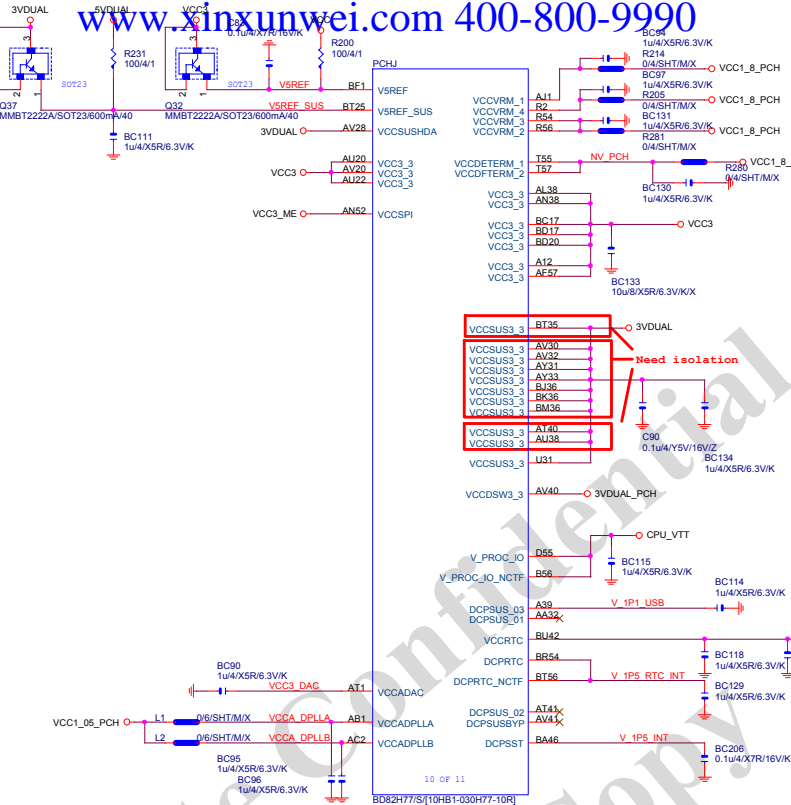 www.xinxunwei.com 400-800-9990
3VDUAL
5VDUAL
VCC3
C82
0.1u/4/X7R/16V/K
R231
100/4/1
R200
100/4/1
3
SOT23
2
1
3
SOT23
2
1
Q37
MMBT2222A/SOT23/600mA/40
Q32
MMBT2222A/SOT23/600mA/40
V5REF
V5REF_SUS
BC111
1u/4/X5R/6.3V/K
3VDUAL
VCC3
VCC3_ME
PCHJ
BF1
V5REF
BT25
V5REF_SUS
AV28
VCCSUSHDA
AU20
VCC3_3
AV20
VCC3_3
AU22
VCC3_3
AN52
VCCSPI
VCCVRM_1
AJ1
VCCVRM_4
R2
VCCVRM_3
R54
VCCVRM_2
R56
BC94
1u/4/X5R/6.3V/K
R214
0/4/SHT/M/X
VCC1_8_PCH
BC97
1u/4/X5R/6.3V/K
R205
0/4/SHT/M/X
VCC1_8_PCH
BC131
1u/4/X5R/6.3V/K
R281
0/4/SHT/M/X
VCC1_8_PCH
VCCDFTERM_1
T55
VCCDFTERM_2
T57
NV_PCH
VCC1_8_
R280
0/4/SHT/M/X
BC130
1u/4/X5R/6.3V/K
VCC3_3
AL38
VCC3_3
AN38
VCC3_3
BC17
VCC3_3
BD17
VCC3_3
BD20
VCC3_3
A12
VCC3_3
AF57
VCC3
BC133
10u/8/X5R/6.3V/K/X
VCCSUS3_3
BT35
3VDUAL
VCCSUS3_3
AV30
VCCSUS3_3
AV32
VCCSUS3_3
AY31
VCCSUS3_3
AY33
VCCSUS3_3
BJ36
VCCSUS3_3
BK36
VCCSUS3_3
BM36
Need isolation
VCCSUS3_3
AT40
VCCSUS3_3
AU38
VCCSUS3_3
U31
C90
0.1u/4/Y5V/16V/Z
BC134
1u/4/X5R/6.3V/K
VCCDSW3_3
AV40
3VDUAL_PCH
CPU_VTT
V_PROC_IO
D55
V_PROC_IO_NCTF
B56
BC115
1u/4/X5R/6.3V/K
DCPSUS_03
A39
V_1P1_USB
DCPSUS_01
AA32
BC114
1u/4/X5R/6.3V/K
VCCRTC
BU42
DCPRTC
BR54
DCPRTC_NCTF
BT56
V_1P5_RTC_INT
BC118
1u/4/X5R/6.3V/K
BC129
1u/4/X5R/6.3V/K
DCPSUS_02
AT41
DCPSUSBYP
AV41
DCPSST
BA46
V_1P5_INT
BC206
0.1u/4/X7R/16V/K
BC90
1u/4/X5R/6.3V/K
VCC3_DAC
AT1
VCCADAC
VCC1_05_PCH
L1
0/6/SHT/M/X
VCCA_DPLLA
AB1
VCCADPLLA
L2
0/6/SHT/M/X
VCCA_DPLLB
AC2
VCCADPLLB
BC95
1u/4/X5R/6.3V/K
BC96
1u/4/X5R/6.3V/K
10 OF 11
BD82H77/S/[10HB1-030H77-10R]
Confidential
Copy